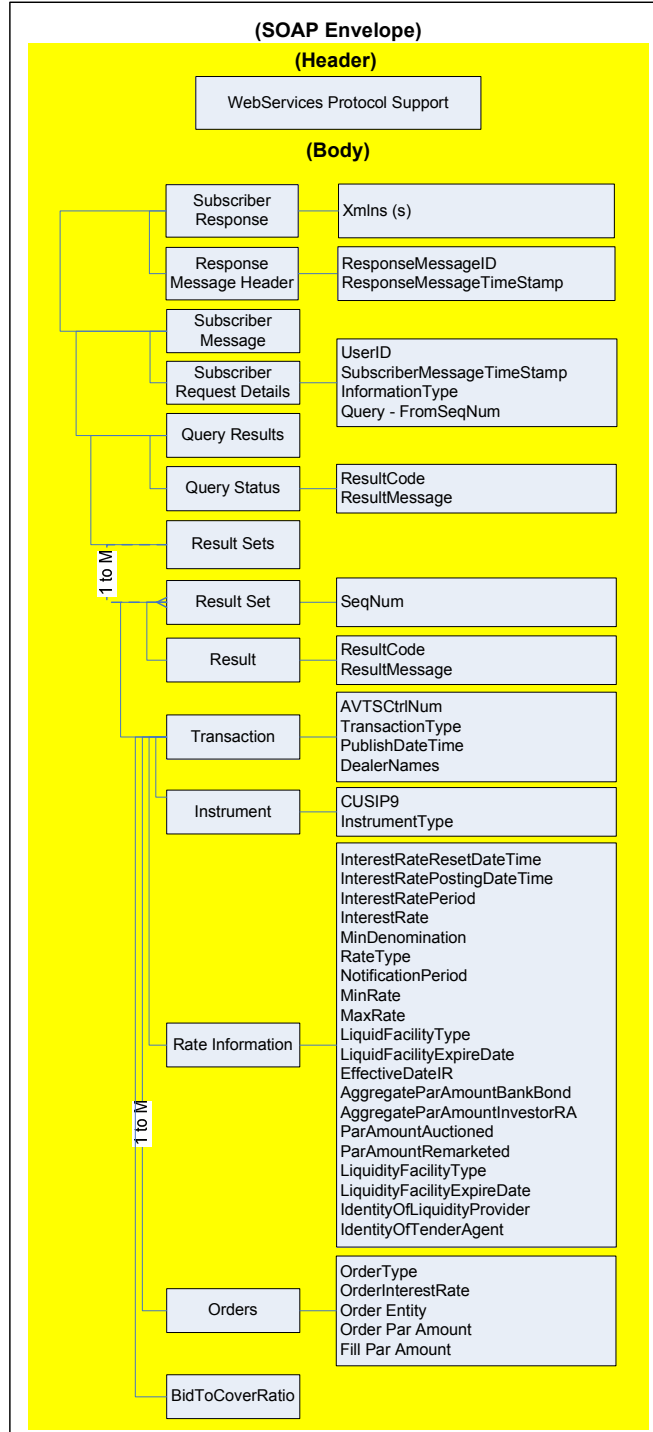 (SOAP Envelope)
(Header)
WebServices Protocol Support
(Body)
Subscriber
Response
Xmlns (s)
Response
Message Header
ResponseMessageID
ResponseMessageTimeStamp
Subscriber
Message
Subscriber
Request Details
UserID
SubscriberMessageTimeStamp
InformationType
Query - FromSeqNum
Query Results
Query Status
ResultCode
ResultMessage
Result Sets
1 to M
Result Set
SeqNum
Result
ResultCode
ResultMessage
Transaction
AVTSCtrlNum
TransactionType
PublishDateTime
DealerNames
Instrument
CUSIP9
InstrumentType
Rate Information
InterestRateResetDateTime
InterestRatePostingDateTime
InterestRatePeriod
InterestRate
MinDenomination
RateType
NotificationPeriod
MinRate
MaxRate
LiquidFacilityType
LiquidFacilityExpireDate
EffectiveDateIR
AggregateParAmountBankBond
AggregateParAmountInvestorRA
ParAmountAuctioned
ParAmountRemarketed
LiquidityFacilityType
LiquidityFacilityExpireDate
IdentityOfLiquidityProvider
IdentityOfTenderAgent
1 to M
Orders
OrderType
OrderInterestRate
Order Entity
Order Par Amount
Fill Par Amount
BidToCoverRatio